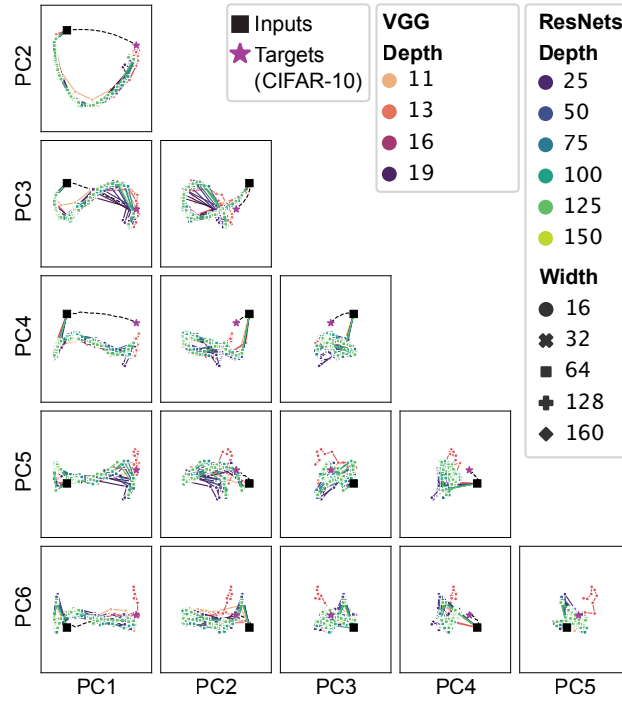 PC2
PC3
PC4
PC5
PC6
PC1
PC2
PC3
PC4
PC5
Inputs
Targets
(CIFAR-10)
VGG
Depth
11
13
16
19
ResNets
Depth
25
50
75
100
125
150
Width
16
32
64
128
160